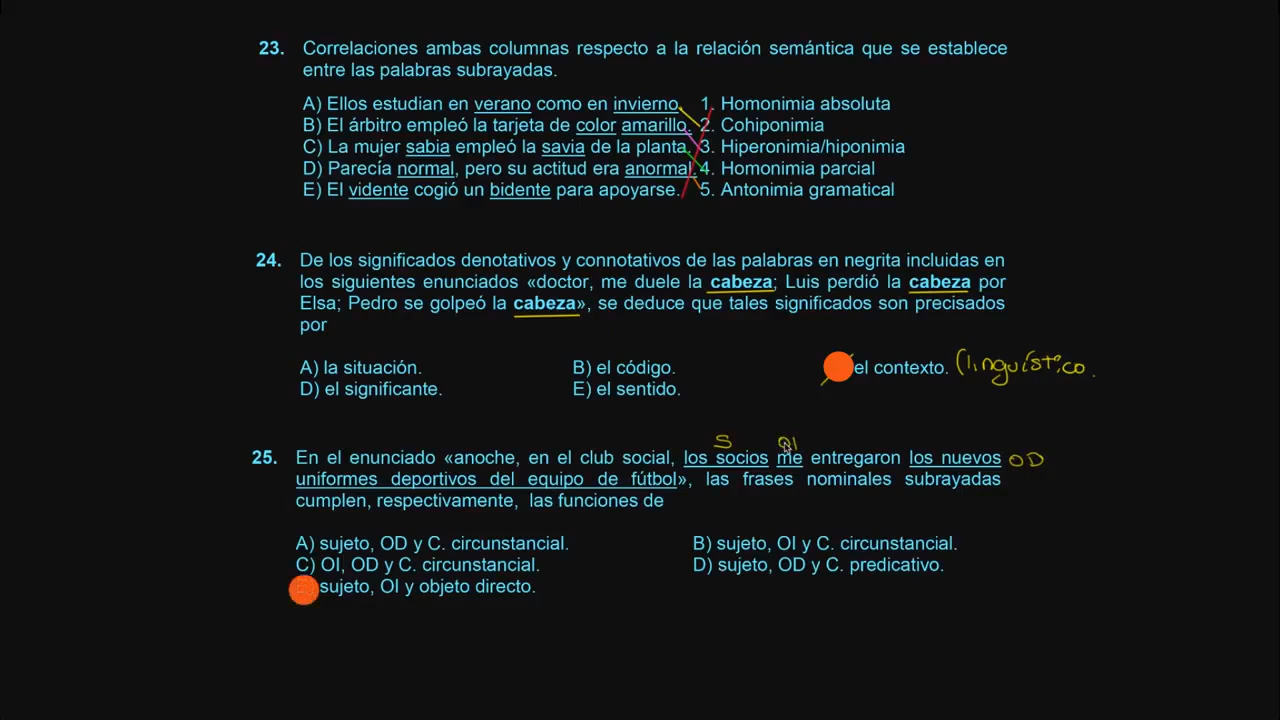 23. Correlaciones ambas columnas respecto a la relación semántica que se establece
entre las palabras subrayadas.
A) Ellos estudian en verano como en invierno. 1. Homonimia absoluta
B) El árbitro empleó la tarjeta de color amarillo. 2. Cohiponimia
C) La mujer sabia empleó la savia de la planta. 3. Hiperonimia/hiponimia
D) Parecía normal, pero su actitud era anormal. 4. Homonimia parcial
E) El vidente cogió un bidente para apoyarse. 5. Antonimia gramatical
24. De los significados denotativos y connotativos de las palabras en negrita incluidas en
los siguientes enunciados «doctor, me duele la cabeza; Luis perdió la cabeza por
Elsa; Pedro se golpeó la cabeza», se deduce que tales significados son precisados
por
A) la situación. B) el código. el contexto. (lingüístico.
D) el significante. E) el sentido.
S OI
25. En el enunciado «anoche, en el club social, los socios me entregaron los nuevos OD
uniformes deportivos del equipo de fútbol», las frases nominales subrayadas
cumplen, respectivamente, las funciones de
A) sujeto, OD y C. circunstancial. B) sujeto, OI y C. circunstancial.
C) OI, OD y C. circunstancial. D) sujeto, OD y C. predicativo.
sujeto, OI y objeto directo.